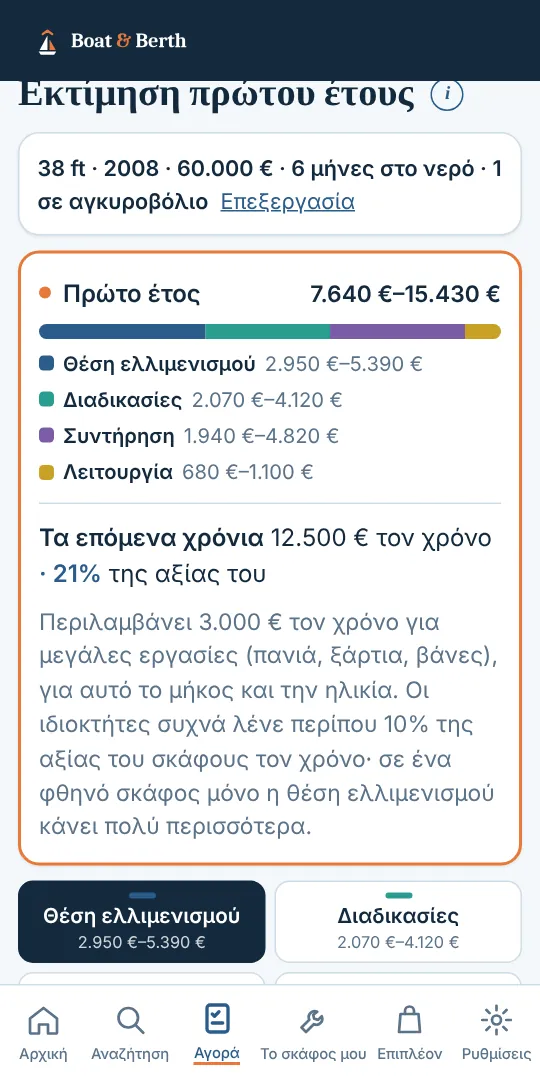 Boat & Berth
Εκτίμηση πρώτου έτους i
38 ft · 2008 · 60.000 € · 6 μήνες στο νερό · 1
σε αγκυροβόλιο Επεξεργασία
Πρώτο έτος 7.640 €–15.430 €
Θέση ελλιμενισμού 2.950 €–5.390 €
Διαδικασίες 2.070 €–4.120 €
Συντήρηση 1.940 €–4.820 €
Λειτουργία 680 €–1.100 €
Τα επόμενα χρόνια 12.500 € τον χρόνο
· 21% της αξίας του
Περιλαμβάνει 3.000 € τον χρόνο για
μεγάλες εργασίες (πανιά, ξάρτια, βάνες),
για αυτό το μήκος και την ηλικία. Οι
ιδιοκτήτες συχνά λένε περίπου 10% της
αξίας του σκάφους τον χρόνο· σε ένα
φθηνό σκάφος μόνο η θέση ελλιμενισμού
κάνει πολύ περισσότερα.
Θέση ελλιμενισμού Διαδικασίες
2.950 €–5.390 € 2.070 €–4.120 €
Αρχική Αναζήτηση Αγορά Το σκάφος μου Επιπλέον Ρυθμίσεις